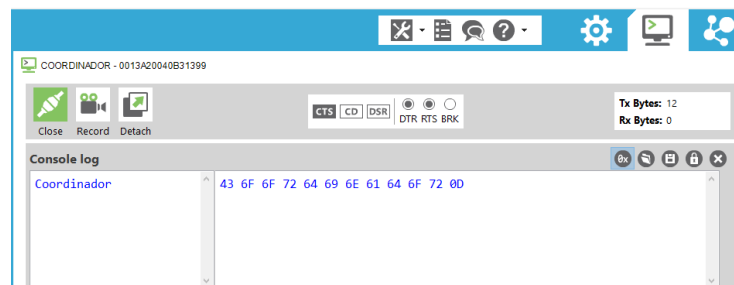 COORDINADOR - 0013A20040B31399
Close Record Detach
CTS CD DSR DTR RTS BRK
Tx Bytes: 12
Rx Bytes: 0
Console log
0x
Coordinador
43 6F 6F 72 64 69 6E 61 64 6F 72 0D